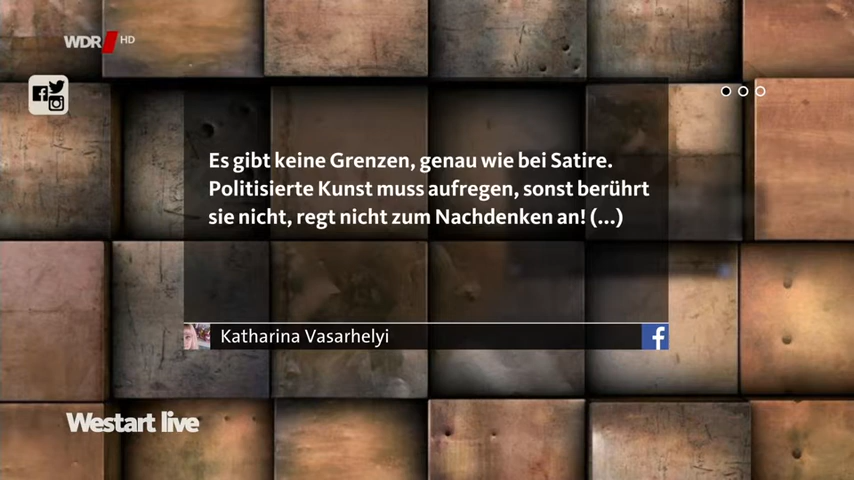 WDR HD
Es gibt keine Grenzen, genau wie bei Satire.
Politisierte Kunst muss aufregen, sonst berührt
sie nicht, regt nicht zum Nachdenken an! (...)
Katharina Vasarhelyi
Westart live